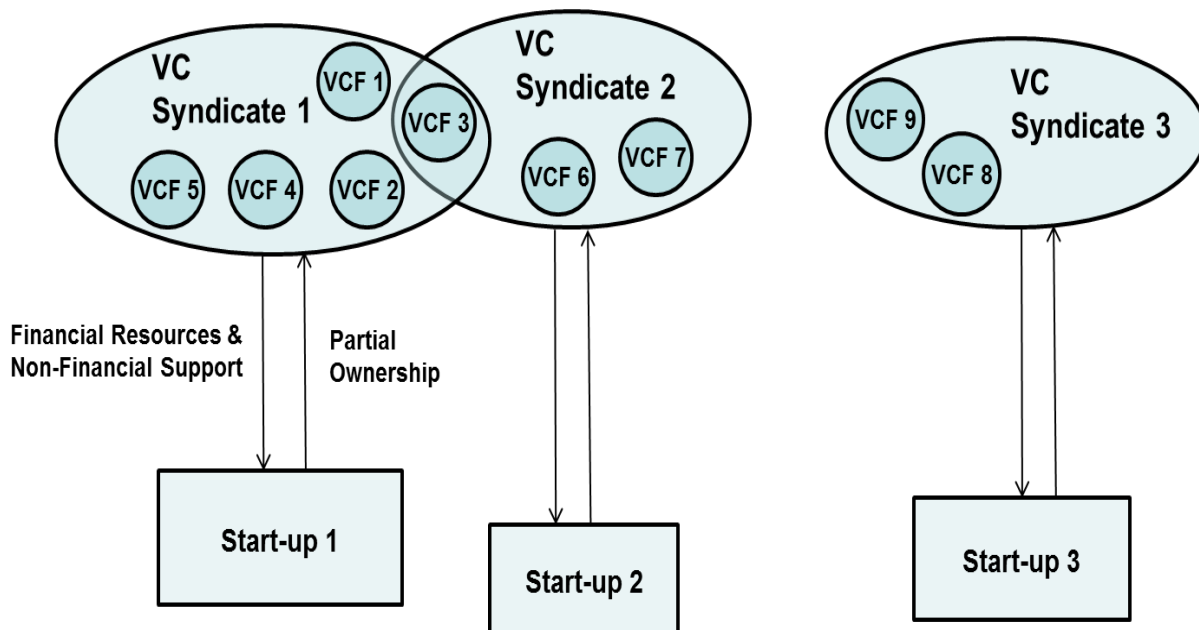 VC
Syndicate 1
VCF 1
VCF 3
VCF 5
VCF 4
VCF 2
VC
Syndicate 2
VCF 6
VCF 7
VC
Syndicate 3
VCF 9
VCF 8
Financial Resources &
Non-Financial Support
Partial
Ownership
Start-up 1
Start-up 2
Start-up 3